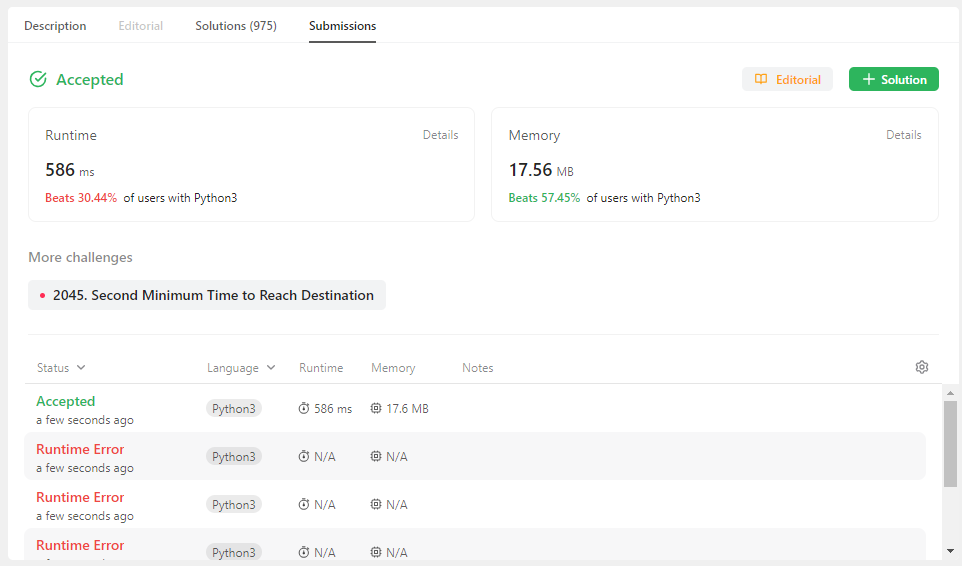 Description Editorial Solutions (975) Submissions
Accepted Editorial + Solution
Runtime Details
586 ms
Beats 30.44% of users with Python3
Memory Details
17.56 MB
Beats 57.45% of users with Python3
More challenges
2045. Second Minimum Time to Reach Destination
Status Language Runtime Memory Notes
Accepted
a few seconds ago
Python3 586 ms 17.6 MB
Runtime Error
a few seconds ago
Python3 N/A N/A
Runtime Error
a few seconds ago
Python3 N/A N/A
Runtime Error
Python3 N/A N/A